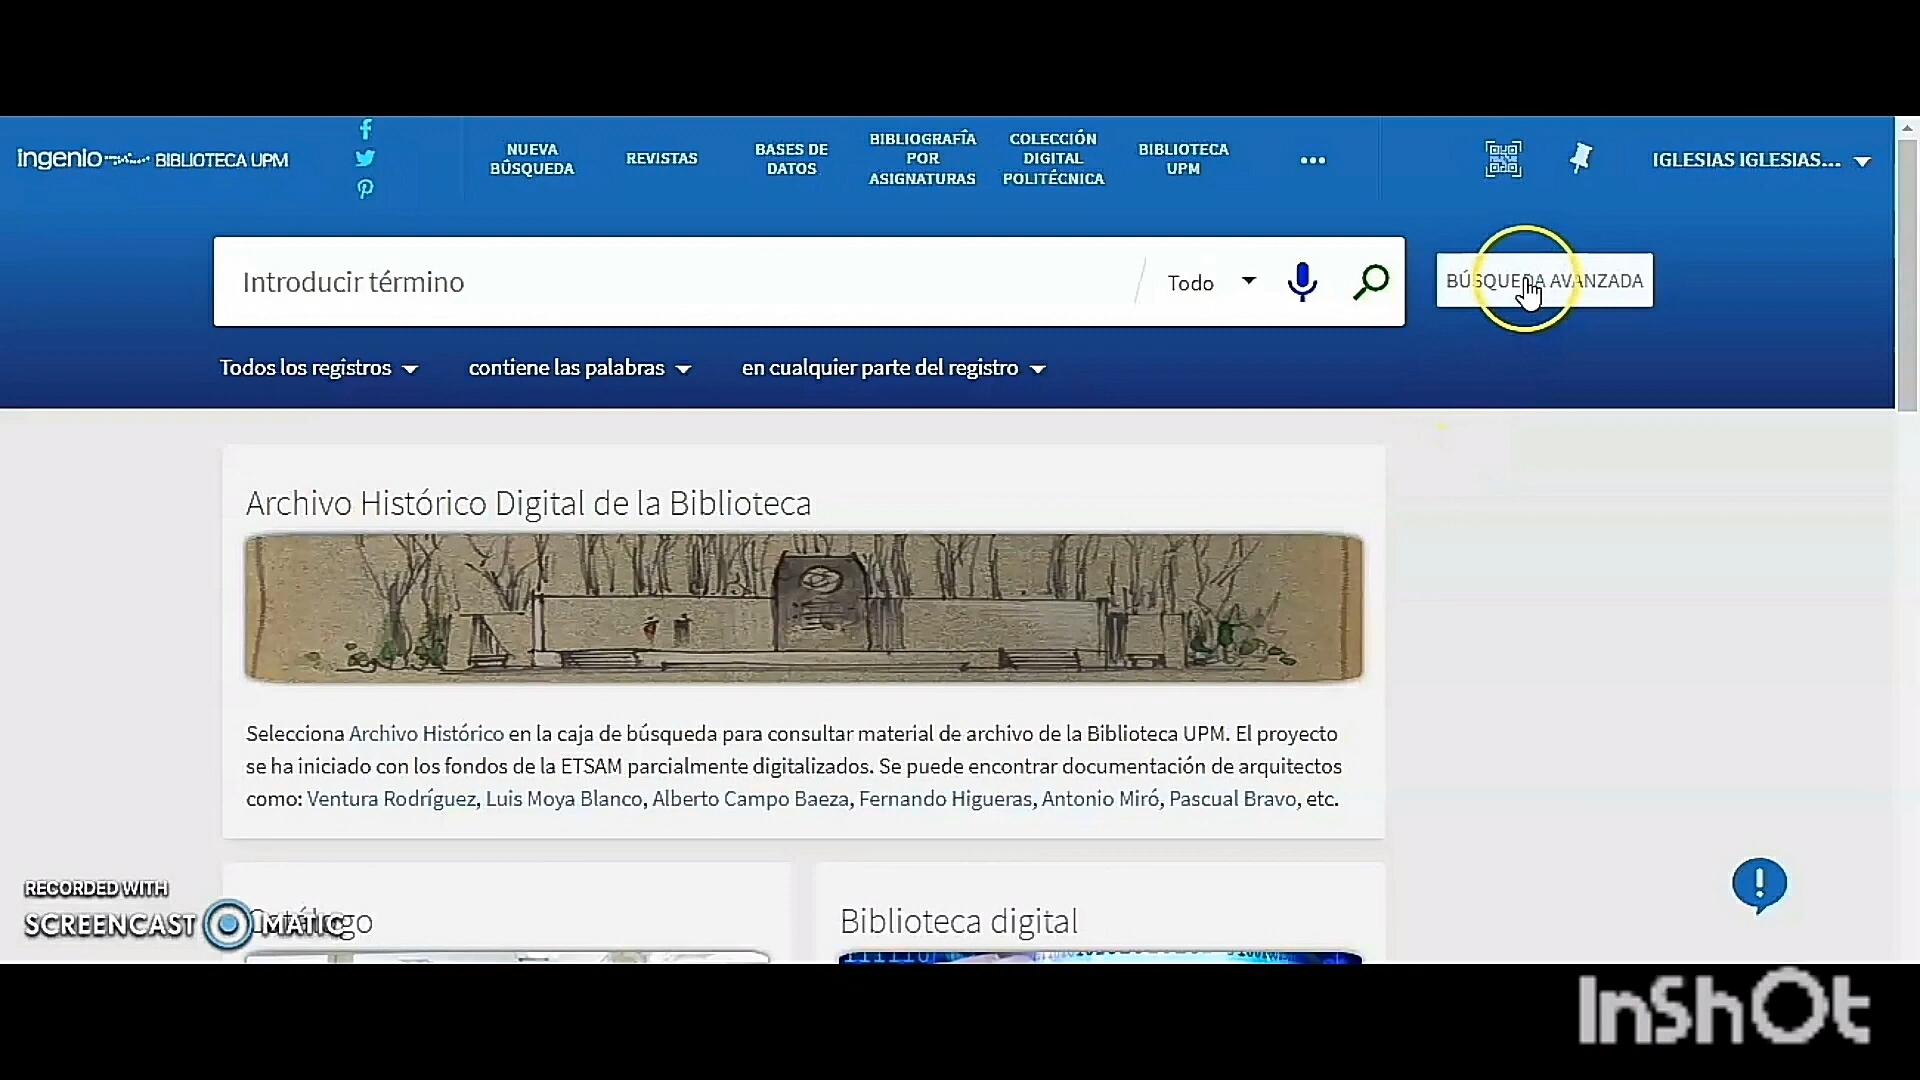 ingenio BIBLIOTECA UPM
NUEVA
BÚSQUEDA
REVISTAS
BASES DE
DATOS
BIBLIOGRAFÍA
POR
ASIGNATURAS
COLECCIÓN
DIGITAL
POLITÉCNICA
BIBLIOTECA
UPM
IGLESIAS IGLESIAS...
Introducir término
Todo
BÚSQUEDA AVANZADA
Todos los registros
contiene las palabras
en cualquier parte del registro
Archivo Histórico Digital de la Biblioteca
Selecciona Archivo Histórico en la caja de búsqueda para consultar material de archivo de la Biblioteca UPM. El proyecto
se ha iniciado con los fondos de la ETSAM parcialmente digitalizados. Se puede encontrar documentación de arquitectos
como: Ventura Rodríguez, Luis Moya Blanco, Alberto Campo Baeza, Fernando Higueras, Antonio Miró, Pascual Bravo, etc.
Catálogo
Biblioteca digital
RECORDED WITH
SCREENCAST MATIC
InShOt